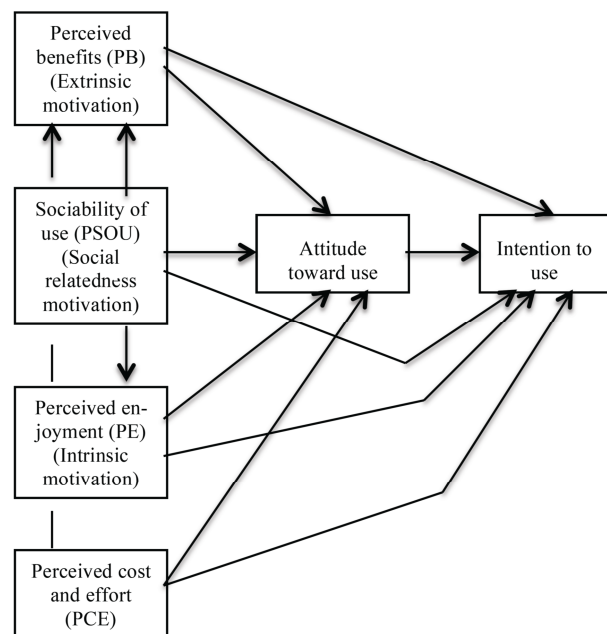 Perceived
benefits (PB)
(Extrinsic
motivation)
Sociability of
use (PSOU)
(Social
relatedness
motivation)
Attitude
toward use
Intention to
use
Perceived en-
joyment (PE)
(Intrinsic
motivation)
Perceived cost
and effort
(PCE)